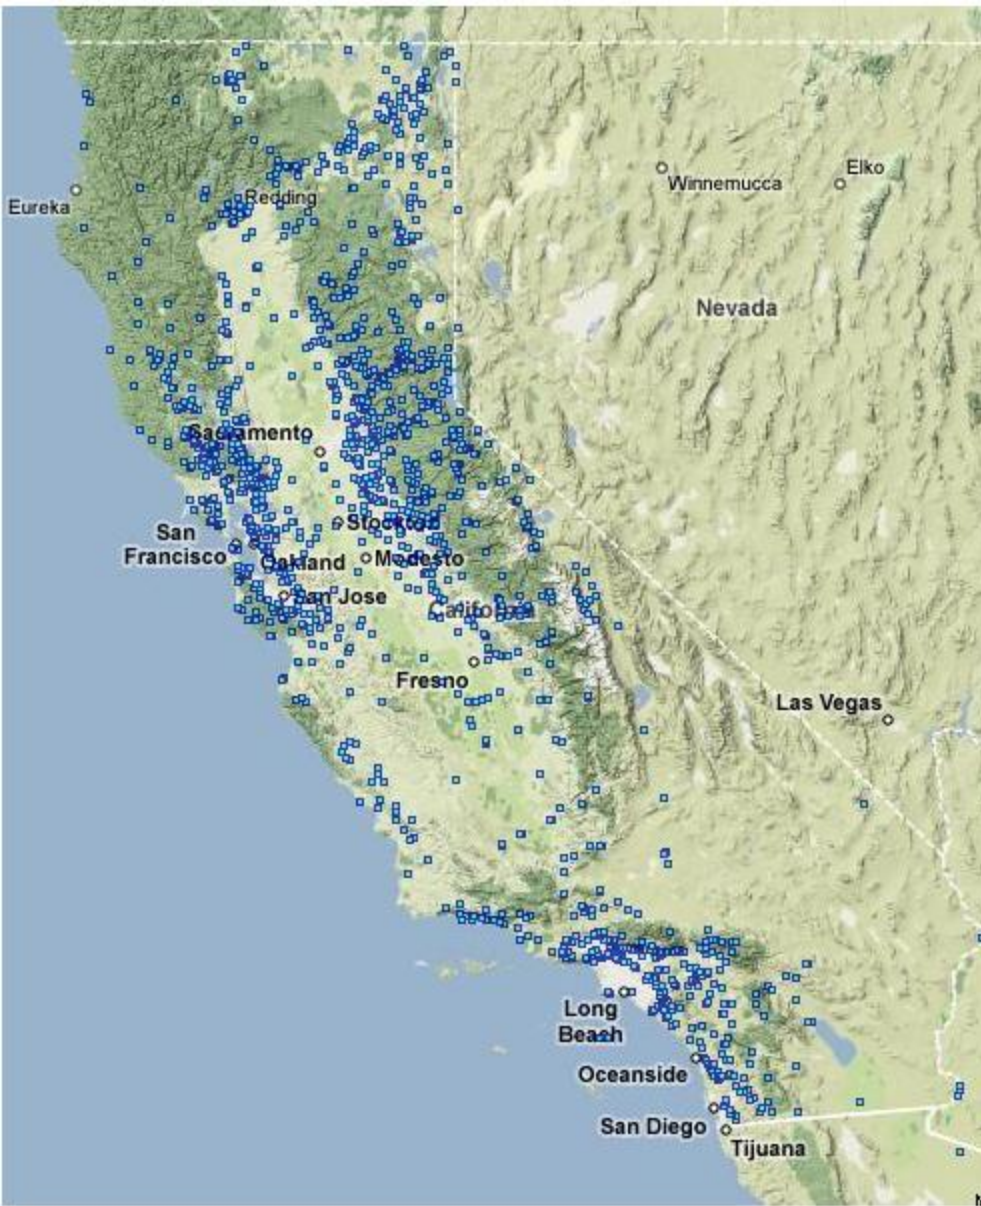 Winnemucca
Elko
Redding
Eureka
Nevada
Sacramento
Stockton
San
Francisco
Oakland
Modesto
San Jose
California
Fresno
Las Vegas
Long
Beach
Oceanside
San Diego
Tijuana